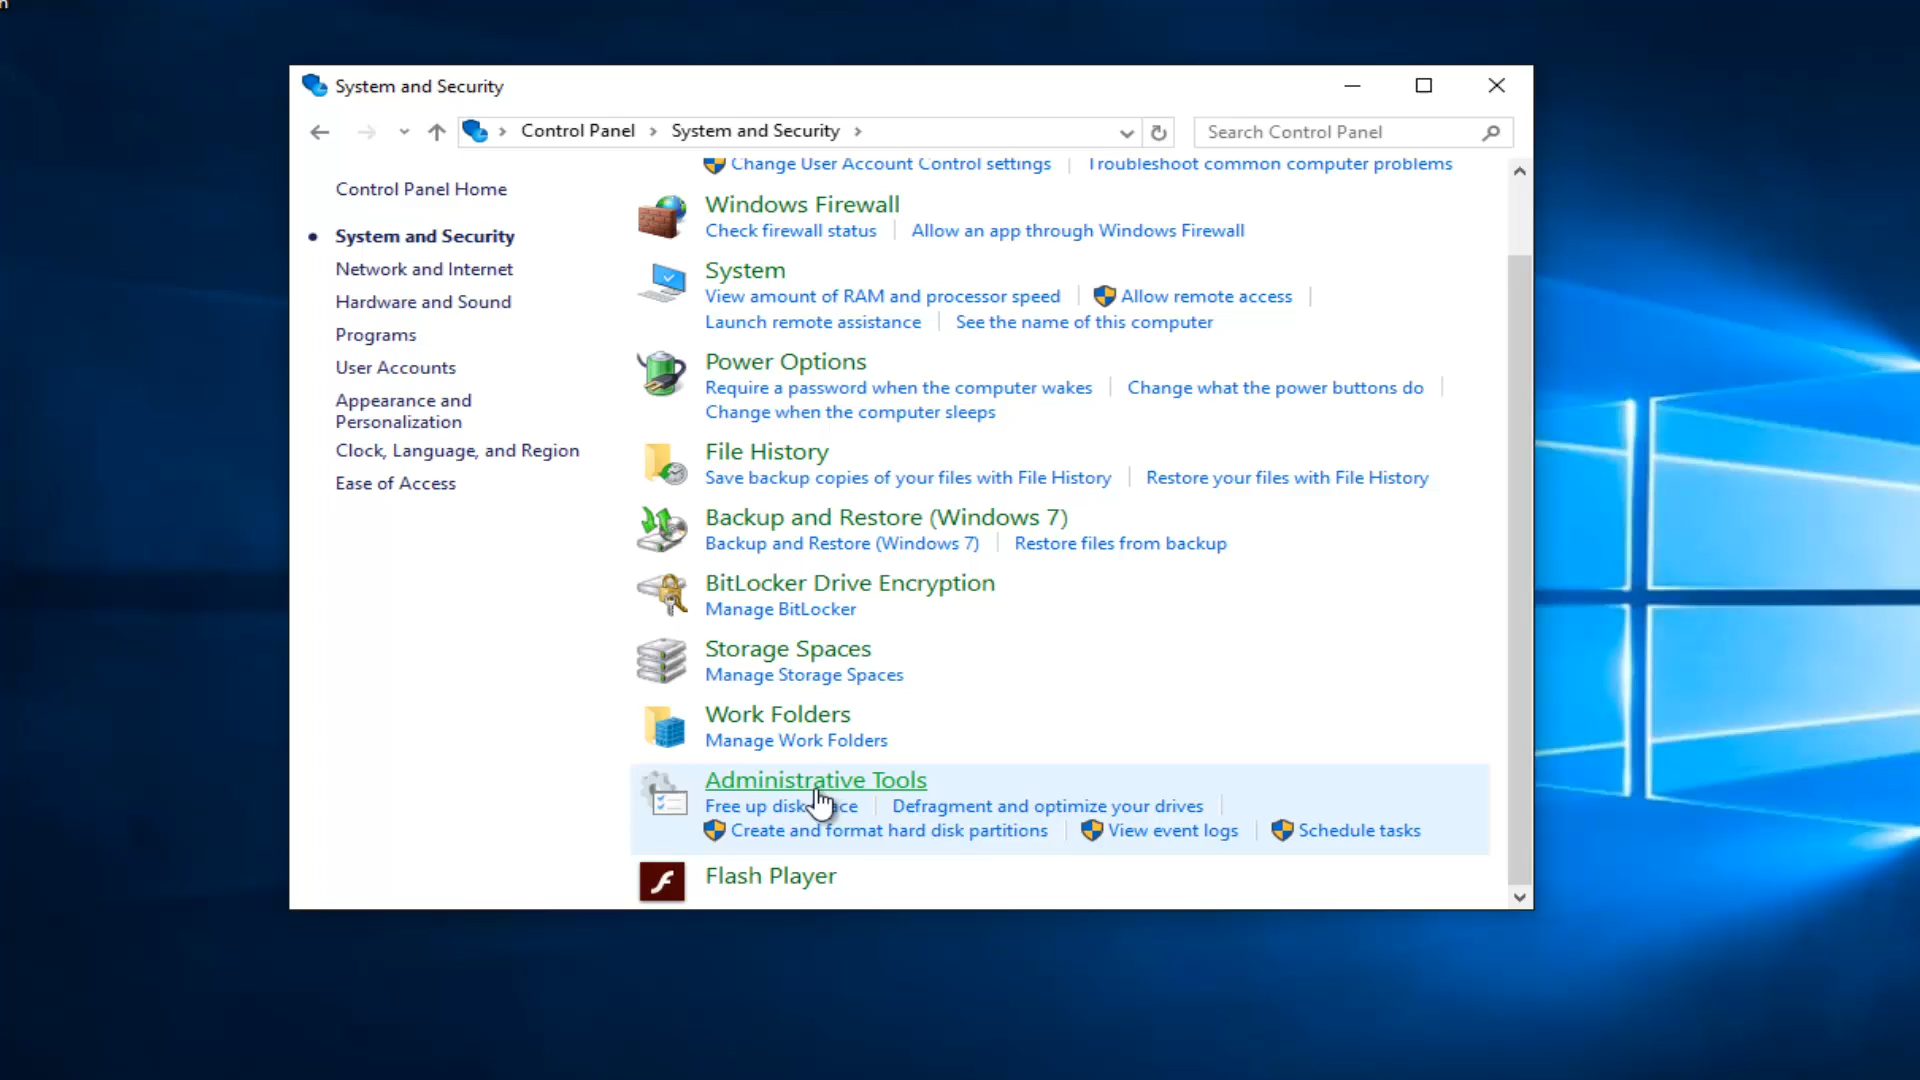 n
System and Security
Control Panel System and Security
Search Control Panel
Control Panel Home
System and Security
Network and Internet
Hardware and Sound
Programs
User Accounts
Appearance and
Personalization
Clock, Language, and Region
Ease of Access
Change User Account Control settings Troubleshoot common computer problems
Windows Firewall
Check firewall status Allow an app through Windows Firewall
System
View amount of RAM and processor speed Allow remote access
Launch remote assistance See the name of this computer
Power Options
Require a password when the computer wakes Change what the power buttons do
Change when the computer sleeps
File History
Save backup copies of your files with File History Restore your files with File History
Backup and Restore (Windows 7)
Backup and Restore (Windows 7) Restore files from backup
BitLocker Drive Encryption
Manage BitLocker
Storage Spaces
Manage Storage Spaces
Work Folders
Manage Work Folders
Administrative Tools
Free up disk ace Defragment and optimize your drives
Create and format hard disk partitions View event logs Schedule tasks
Flash Player